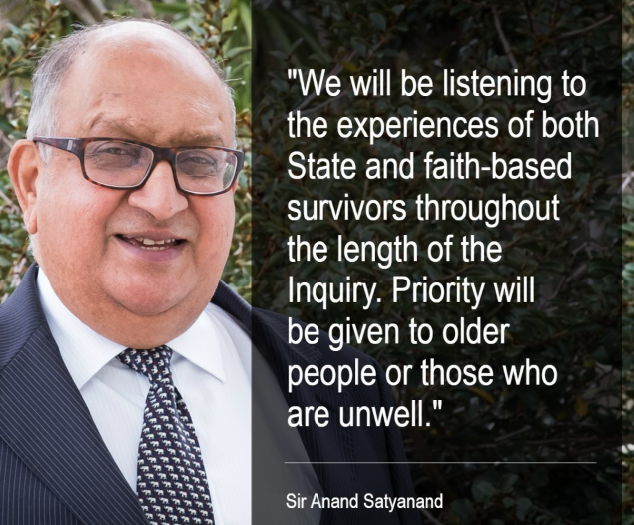 "We will be listening to
the experiences of both
State and faith-based
survivors throughout
the length of the
Inquiry. Priority will
be given to older
people or those who
are unwell."
Sir Anand Satyanand